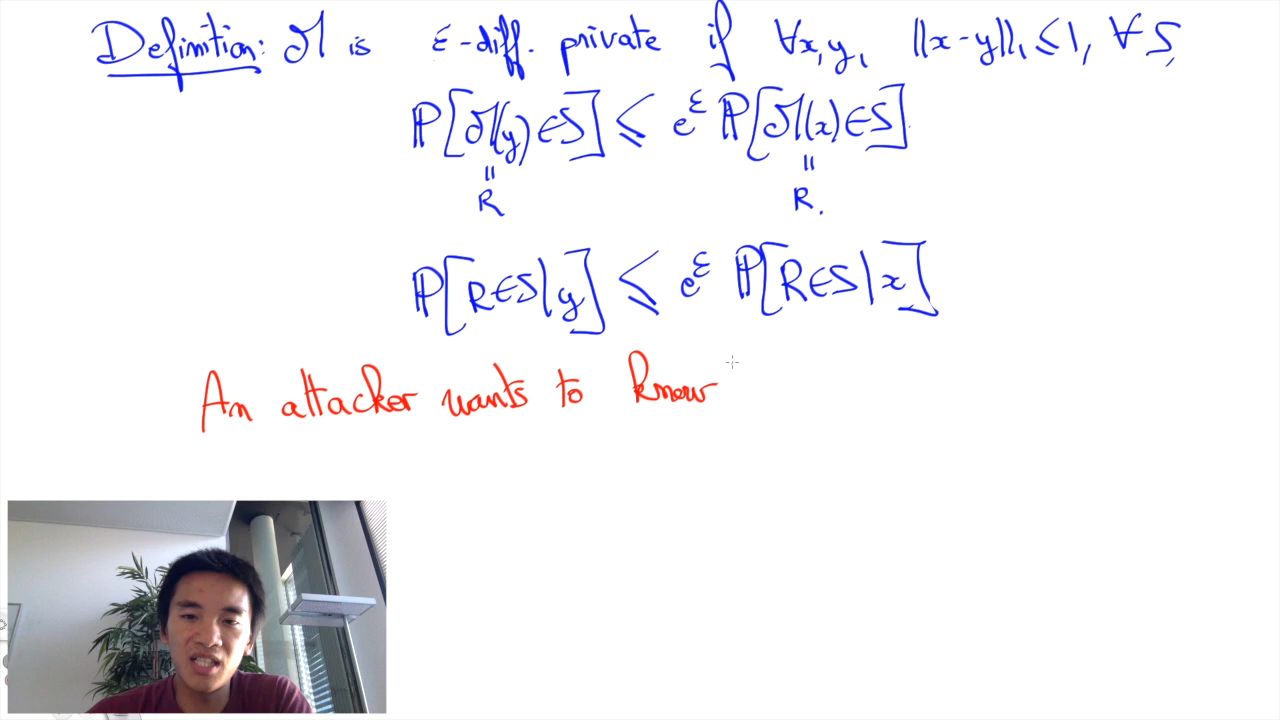 Definition: M is ε-diff. private if ∀x,y, ||x-y||₁ ≤ 1, ∀ S,
ℙ[M(y)∈S] ≤ e^ε ℙ[M(x)∈S].
= =
R R.
ℙ[R∈S|y] ≤ e^ε ℙ[R∈S|x]
An attacker wants to know